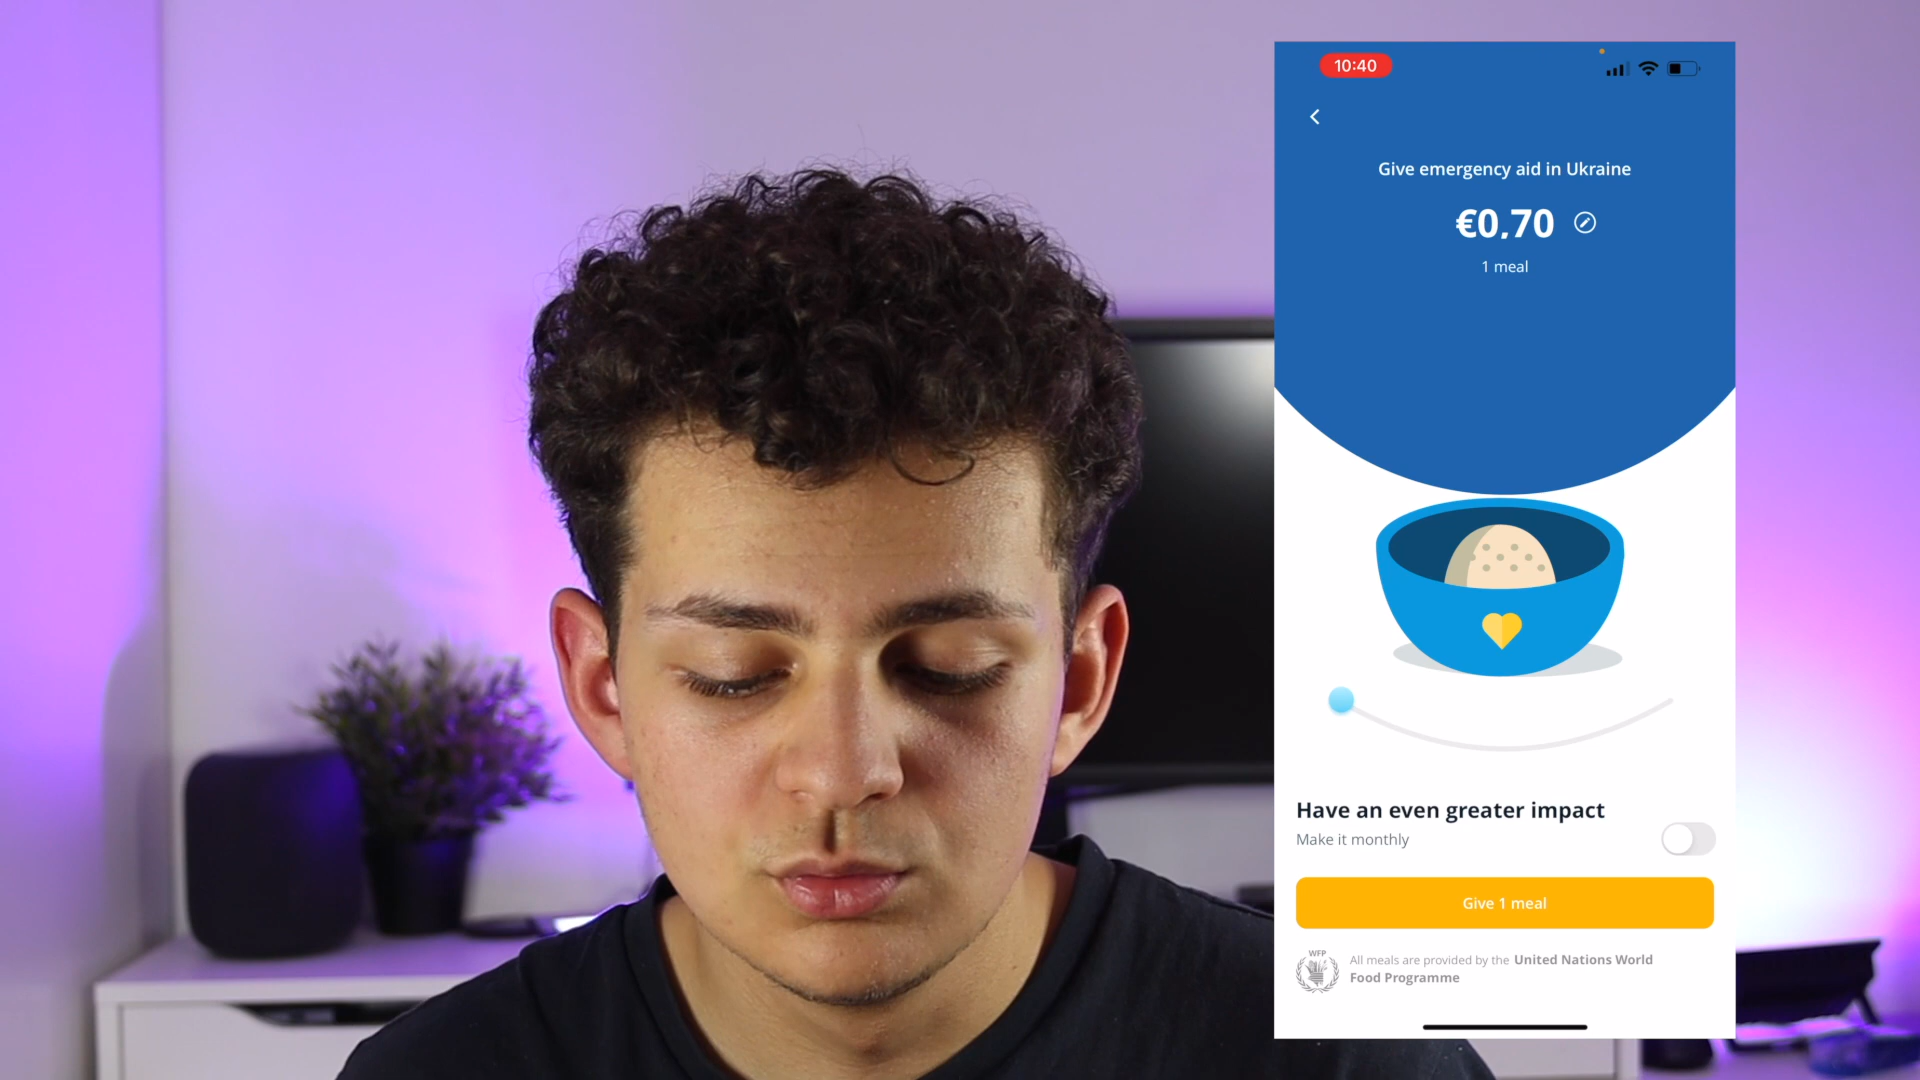 10:40
Give emergency aid in Ukraine
€0,70
1 meal
Have an even greater impact
Make it monthly
Give 1 meal
WFP
All meals are provided by the United Nations World
Food Programme